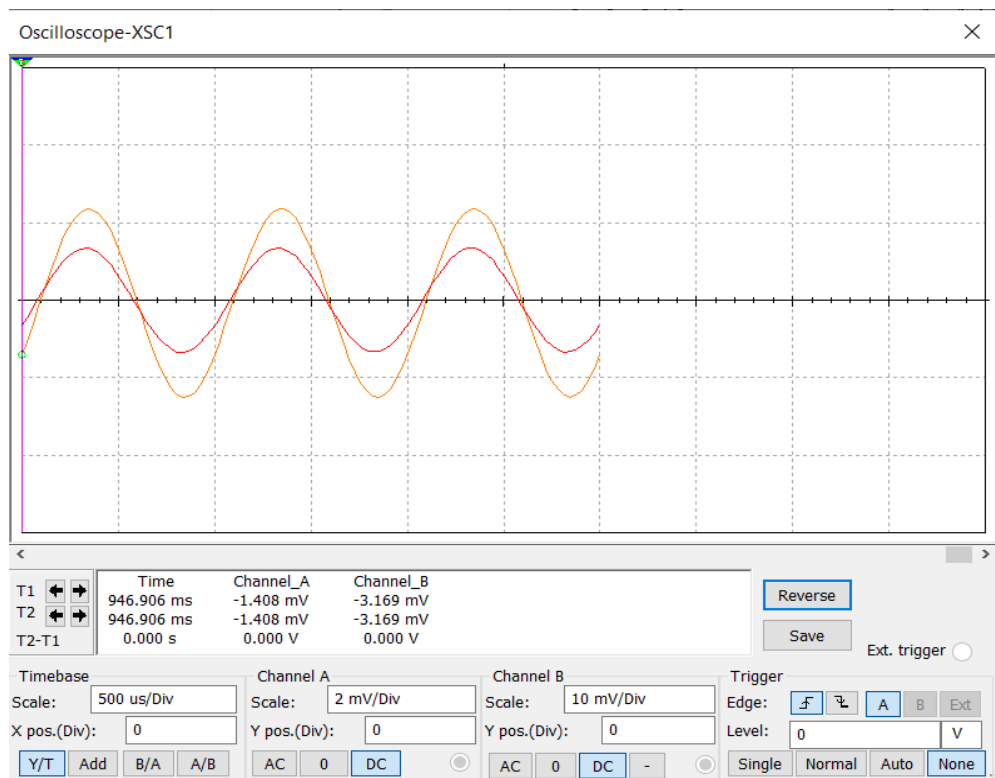 Oscilloscope-XSC1
Time Channel_A Channel_B
T1 946.906 ms -1.408 mV -3.169 mV
T2 946.906 ms -1.408 mV -3.169 mV
T2-T1 0.000 s 0.000 V 0.000 V
Reverse
Save
Ext. trigger
Timebase
Scale: 500 us/Div
X pos.(Div): 0
Y/T Add B/A A/B
Channel A
Scale: 2 mV/Div
Y pos.(Div): 0
AC 0 DC
Channel B
Scale: 10 mV/Div
Y pos.(Div): 0
AC 0 DC -
Trigger
Edge: A B Ext
Level: 0 V
Single Normal Auto None